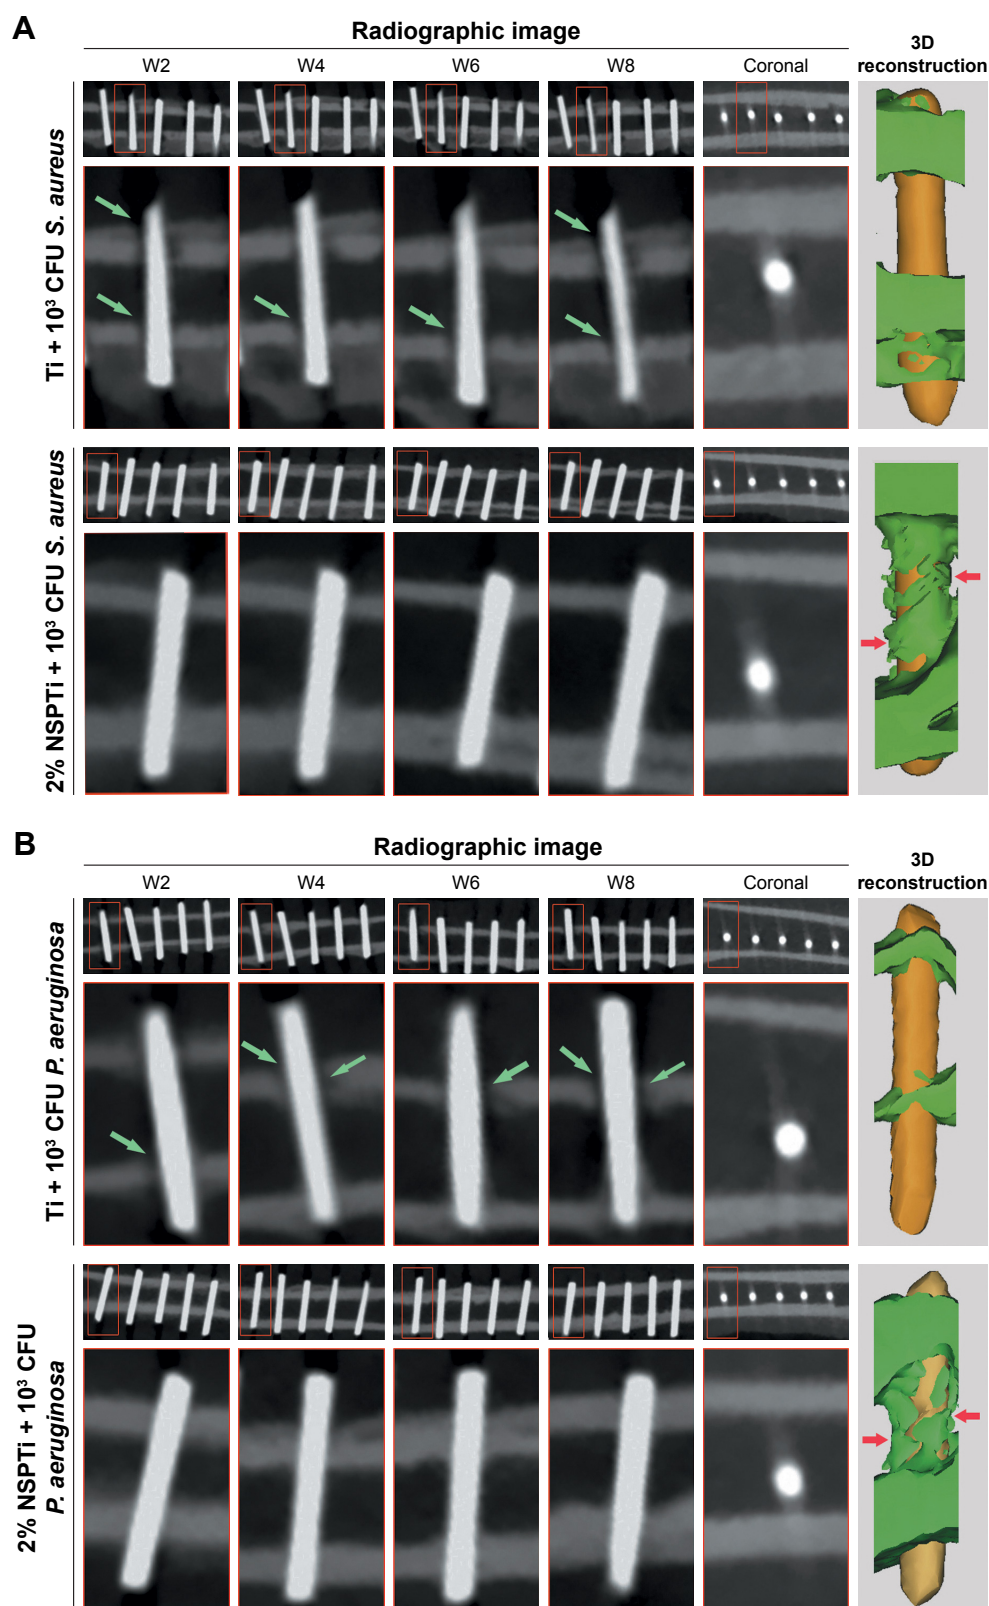 A
Radiographic image
3D
reconstruction
W2
W4
W6
W8
Coronal
Ti + 10³ CFU S. aureus
2% NSPTi + 10³ CFU S. aureus
B
Radiographic image
3D
reconstruction
W2
W4
W6
W8
Coronal
Ti + 10³ CFU P. aeruginosa
2% NSPTi + 10³ CFU
P. aeruginosa